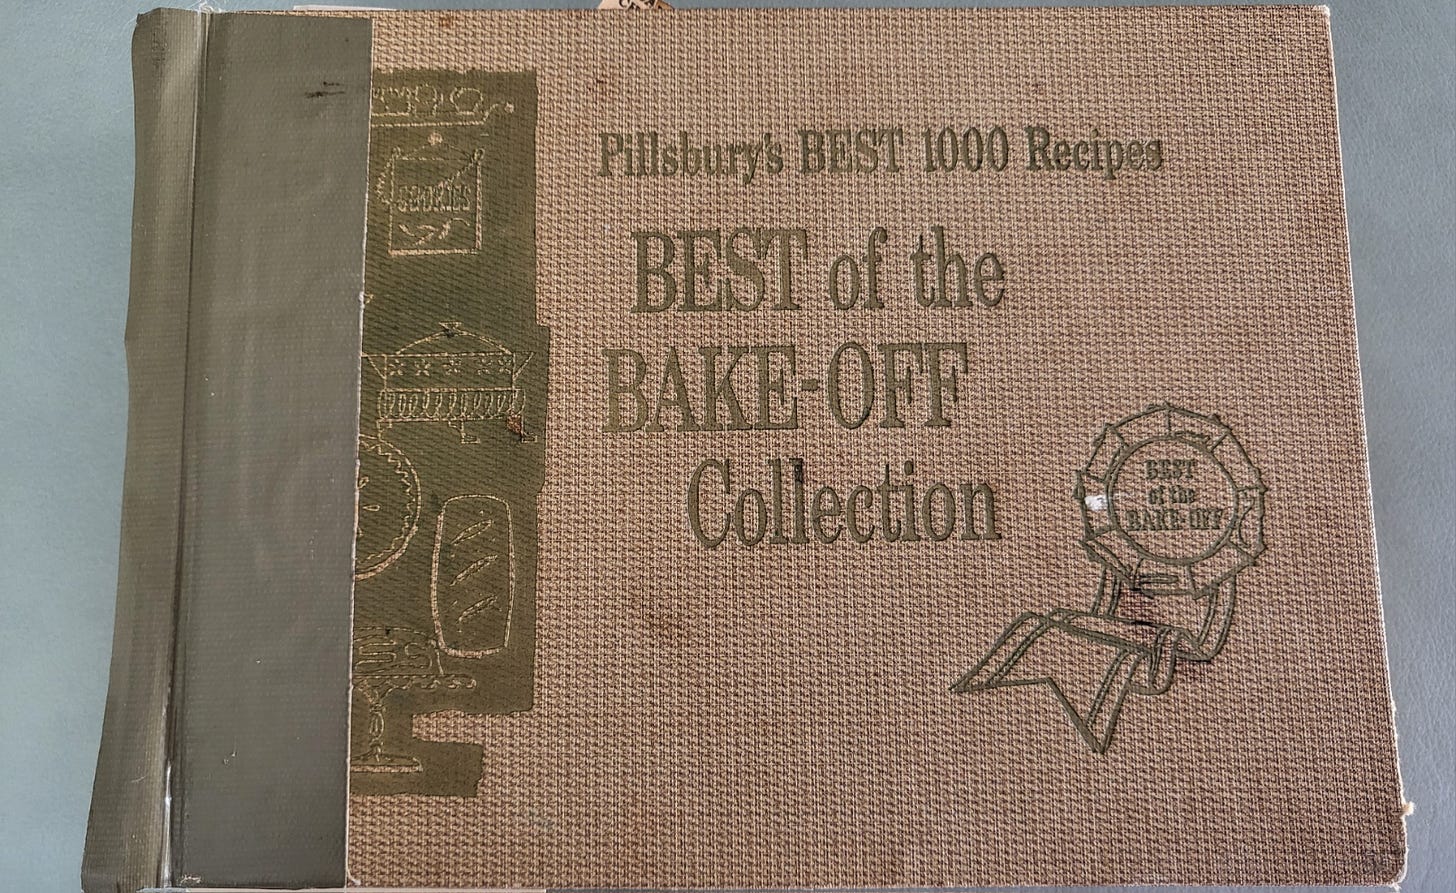 Pillsbury's BEST 1000 Recipes
BEST of the
BAKE-OFF
Collection
COOKIES
BEST
of the
BAKE-OFF